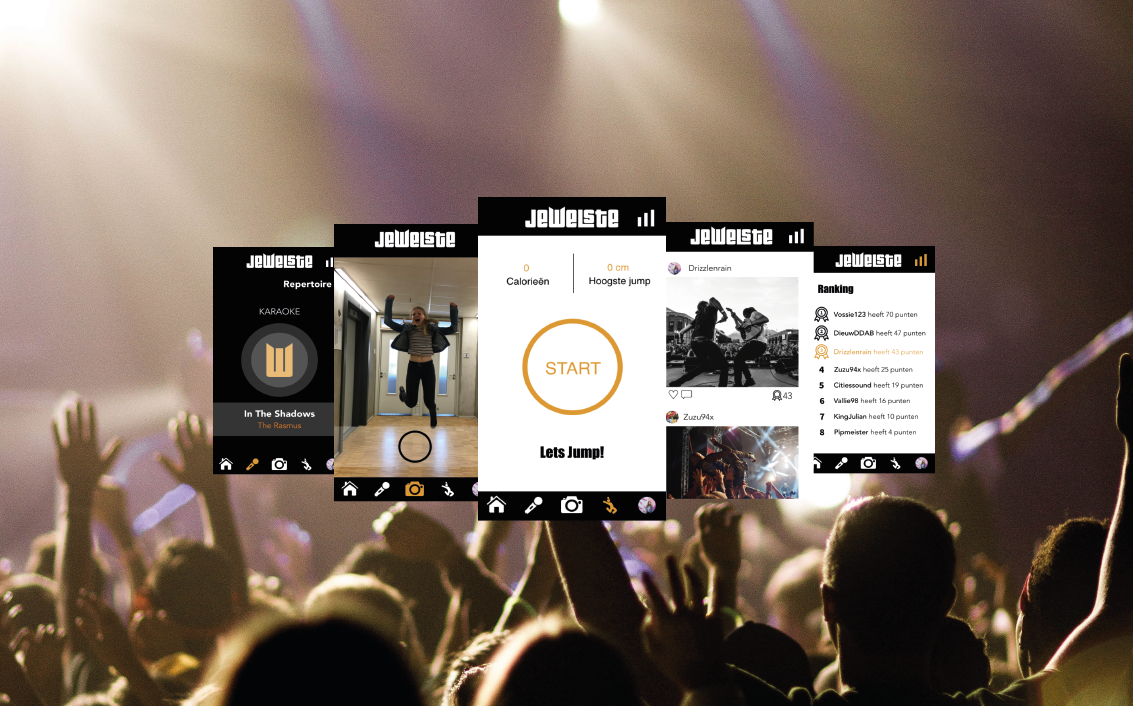 JEWELSTE
Repertoire
KARAOKE
In The Shadows
The Rasmus
JEWELSTE
JEWELSTE
0
Calorieën
0 cm
Hoogste jump
START
Lets Jump!
JEWELSTE
Drizzlenrain
43
Zuzu94x
JEWELSTE
Ranking
1 Vossie123 heeft 70 punten
2 DieuwDDAB heeft 47 punten
3 Drizzlenrain heeft 43 punten
4 Zuzu94x heeft 25 punten
5 Citiessound heeft 19 punten
6 Vallie98 heeft 16 punten
7 KingJulian heeft 10 punten
8 Pipmeister heeft 4 punten